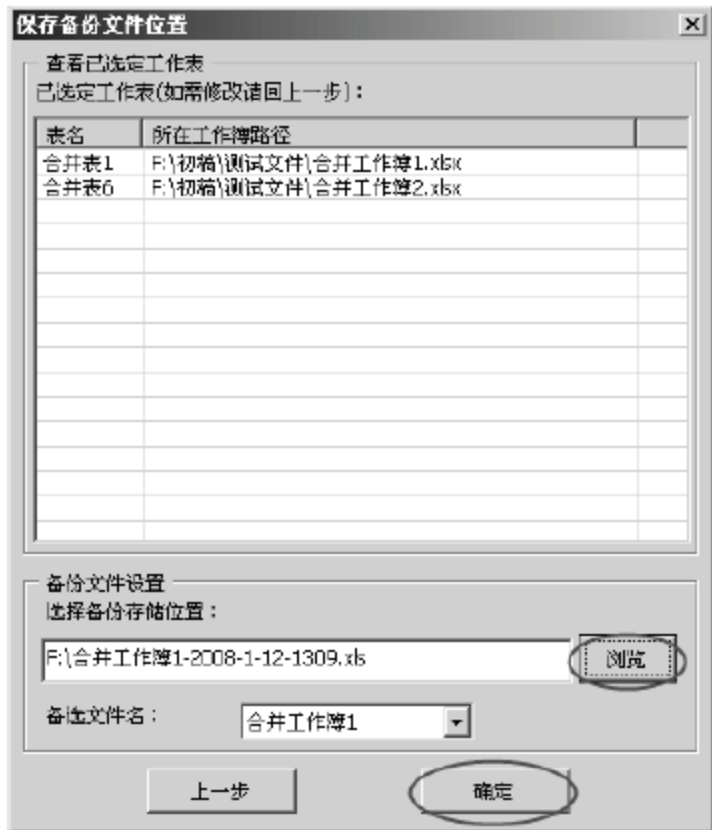 保存备份文件位置
查看已选定工作表
已选定工作表(如需修改请回上一步)：
表名 所在工作簿路径
合并表1 F:\初稿\测试文件\合并工作簿1.xlsx
合并表6 F:\初稿\测试文件\合并工作簿2.xlsx
备份文件设置
选择备份存储位置：
F:\合并工作簿1-2008-1-12-1309.xls
浏览
备选文件名：
合并工作簿1
上一步 确定